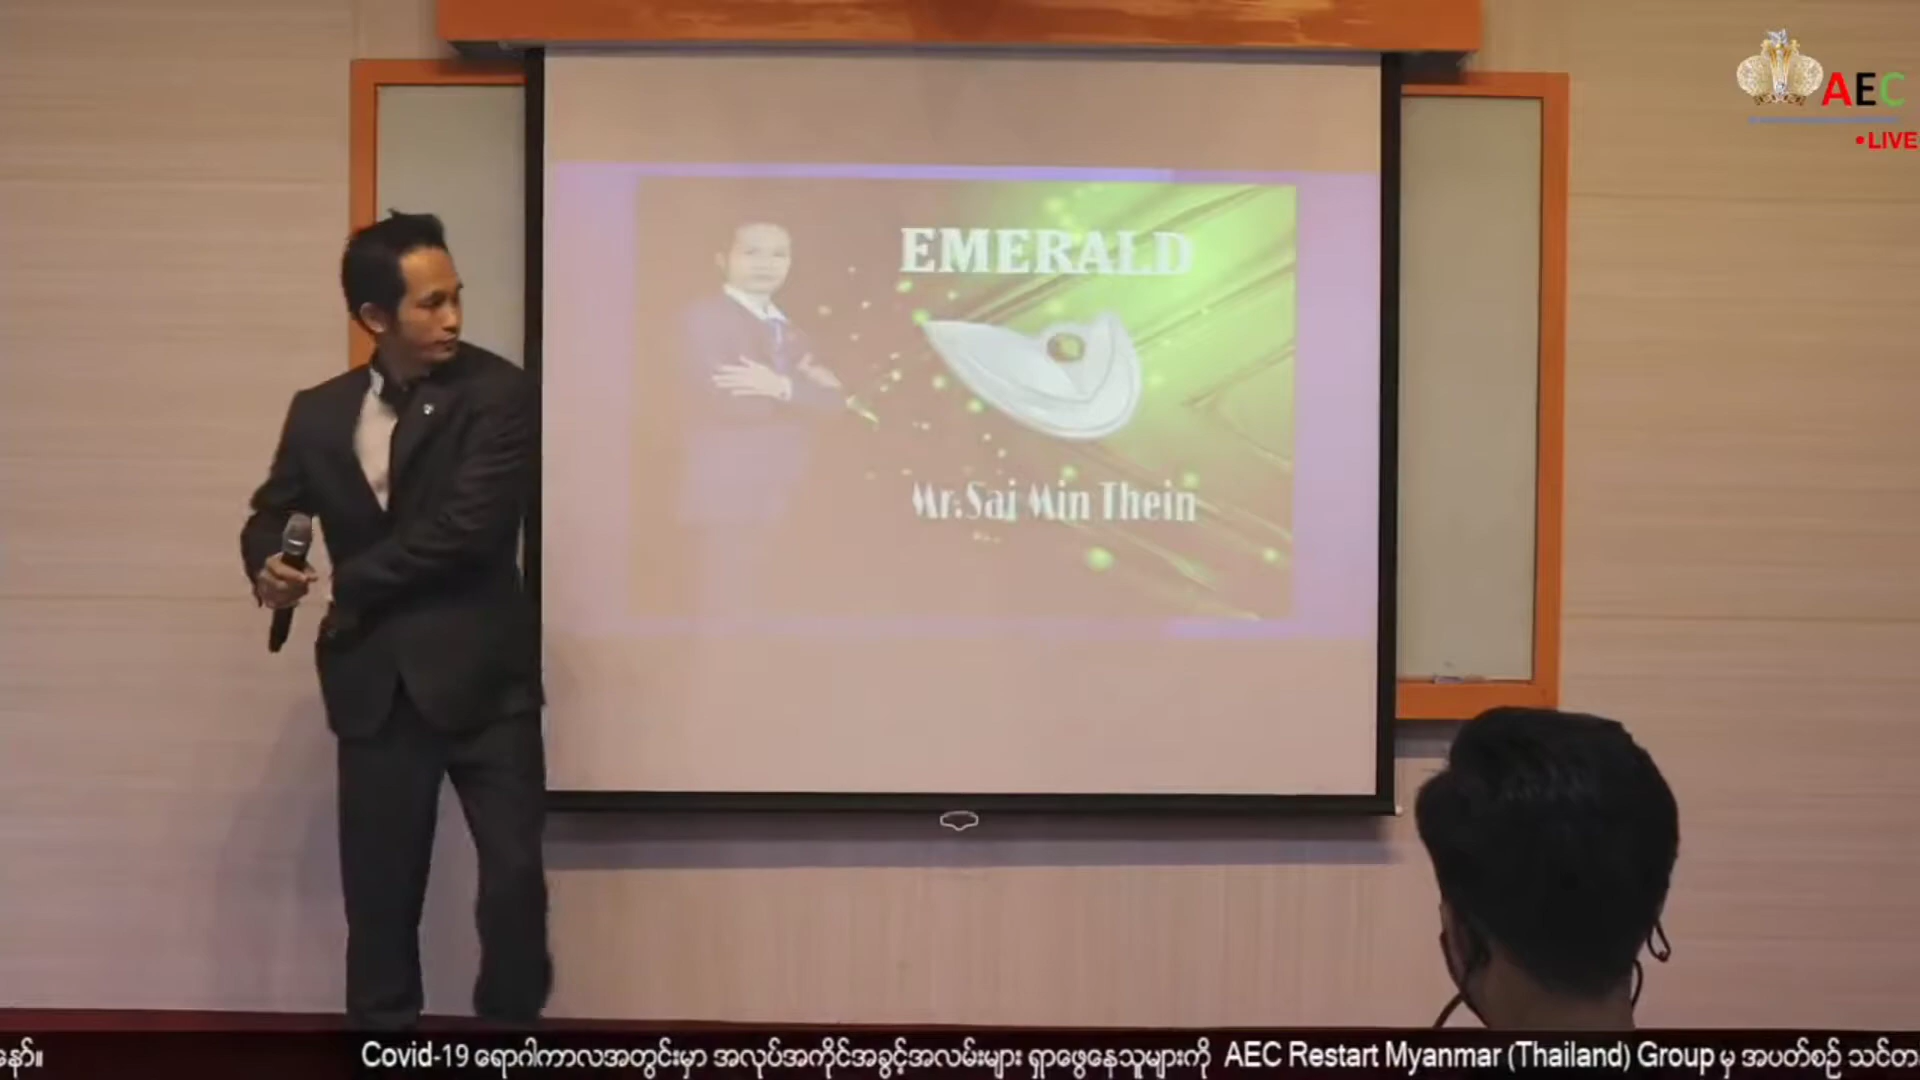 AEC
•LIVE
EMERALD
Mr.Sai Min Thein
နော်။ Covid-19 ရောဂါကာလအတွင်းမှာ အလုပ်အကိုင်အခွင့်အလမ်းများ ရှာဖွေနေသူများကို AEC Restart Myanmar (Thailand) Group မှ အပတ်စဉ် သင်တ